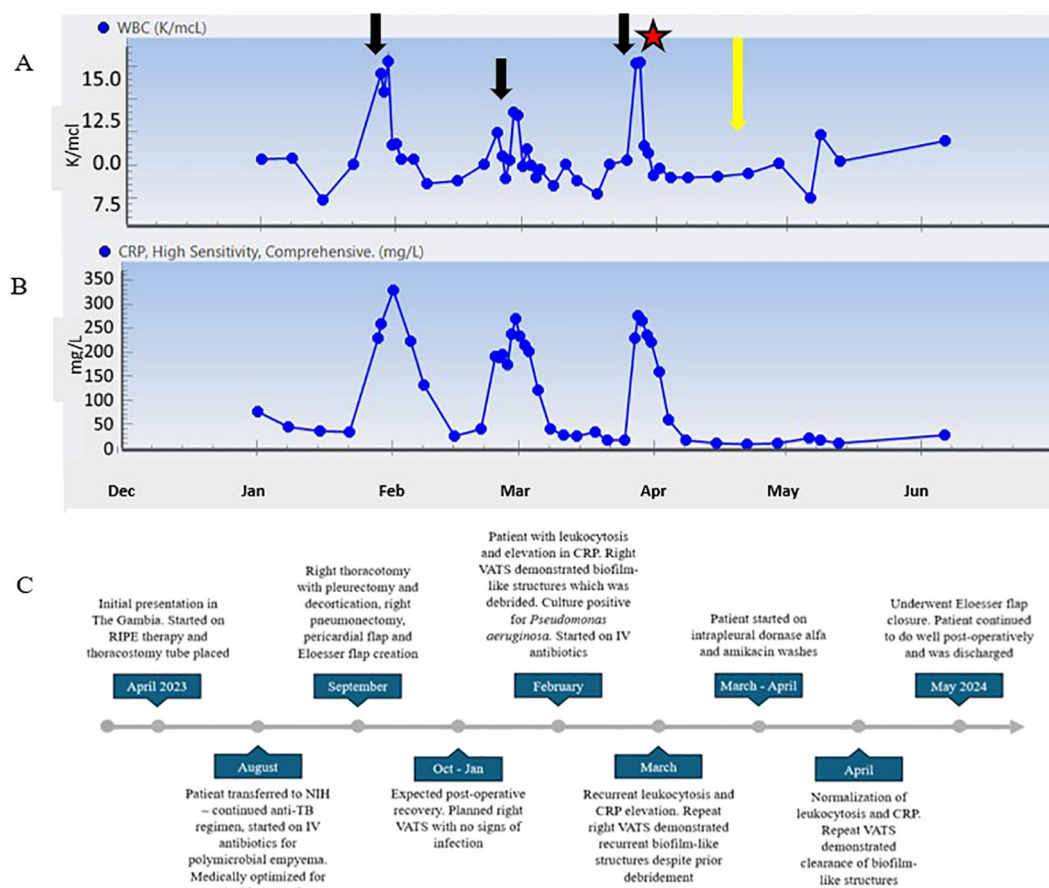 WBC (K/mcL)
A
15.0
12.5
0.0
7.5
K/mcl
CRP, High Sensitivity, Comprehensive. (mg/L)
B
350
300
250
200
150
100
50
0
mg/L
Dec Jan Feb Mar Apr May Jun
C
Initial presentation in
The Gambia. Started on
RIPE therapy and
thoracostomy tube placed
April 2023
Patient transferred to NIH
– continued anti-TB
regimen, started on IV
antibiotics for
polymicrobial empyema.
Medically optimized for
August
Right thoracotomy
with pleurectomy and
decortication, right
pneumonectomy,
pericardial flap and
Eloesser flap creation
September
Oct - Jan
Expected post-operative
recovery. Planned right
VATS with no signs of
infection
Patient with leukocytosis
and elevation in CRP. Right
VATS demonstrated biofilm-
like structures which was
debrided. Culture positive
for Pseudomonas
aeruginosa. Started on IV
antibiotics
February
March
Recurrent leukocytosis and
CRP elevation. Repeat
right VATS demonstrated
recurrent biofilm-like
structures despite prior
debridement
Patient started on
intrapleural dornase alfa
and amikacin washes
March - April
April
Normalization of
leukocytosis and CRP.
Repeat VATS
demonstrated
clearance of biofilm-
like structures
Underwent Eloesser flap
closure. Patient continued
to do well post-operatively
and was discharged
May 2024